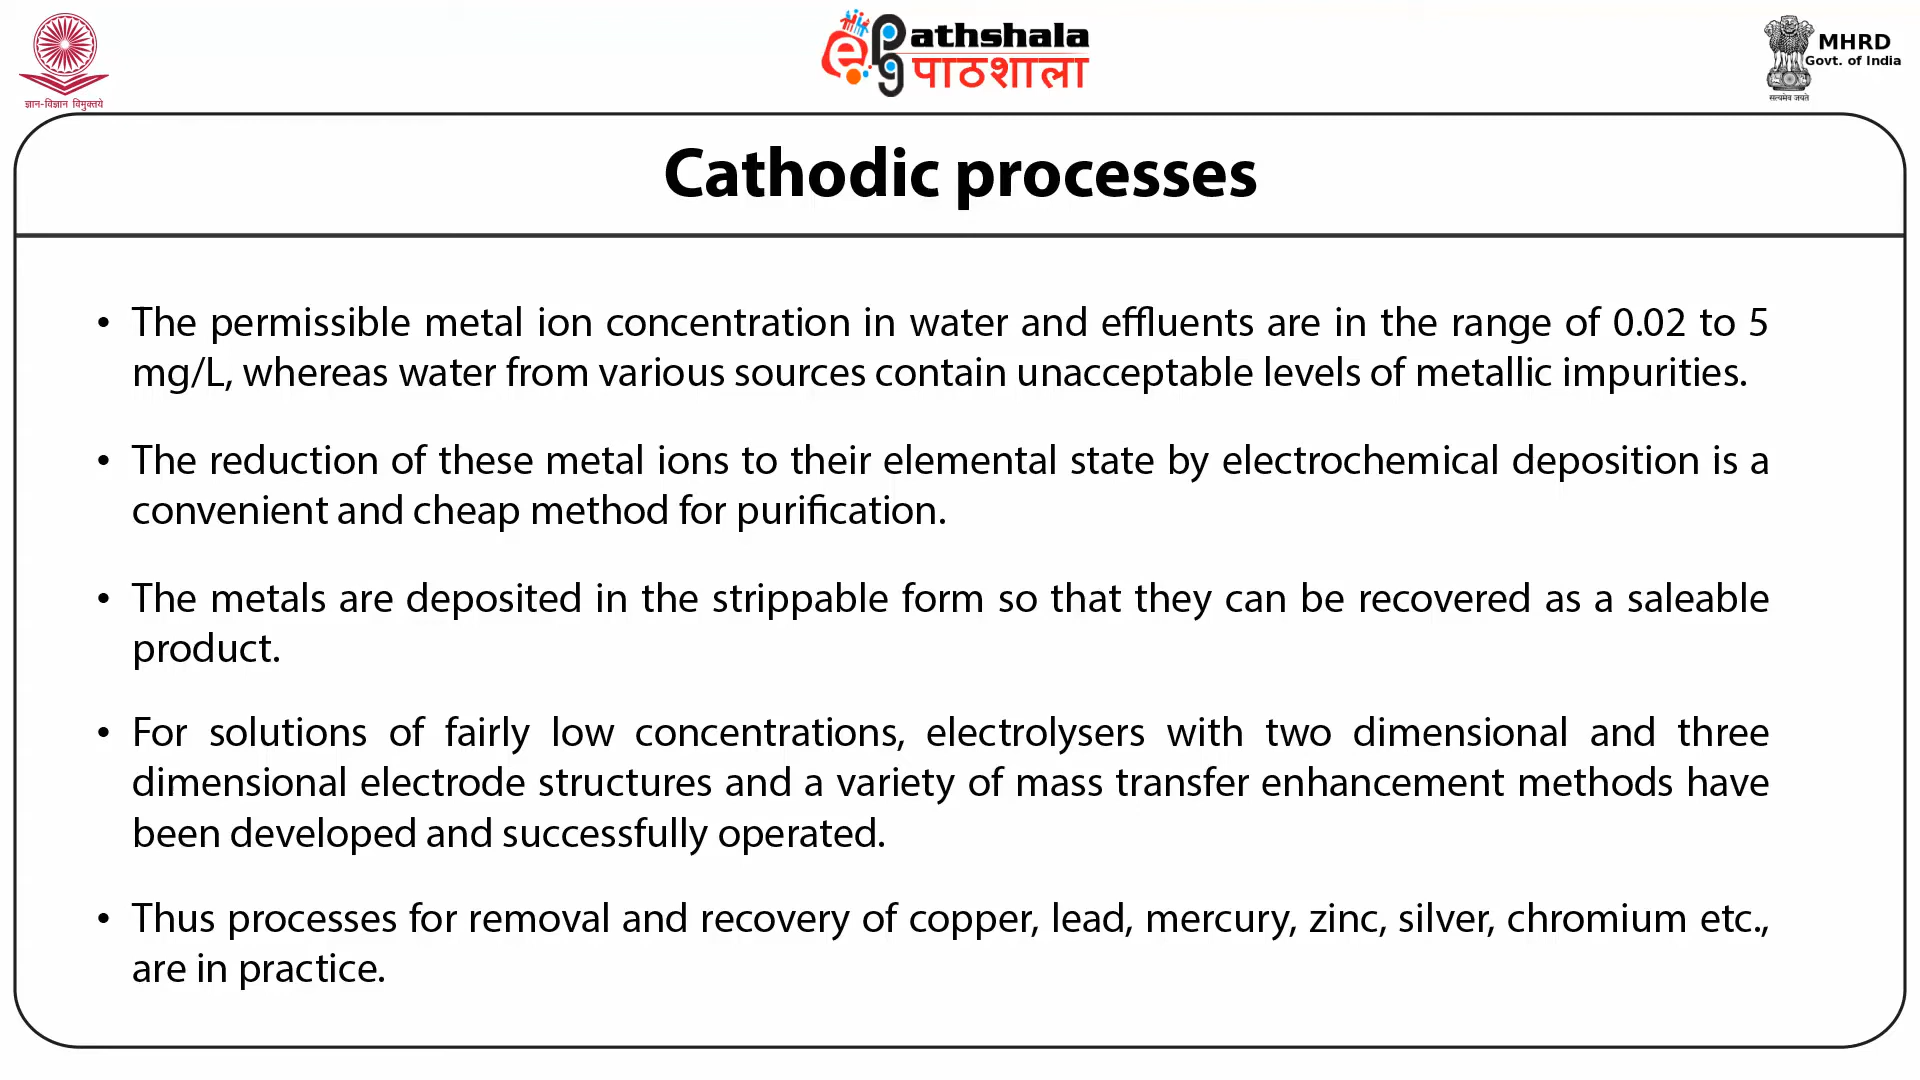 ज्ञान-विज्ञान विमुक्तये
ePathshala
पाठशाला
MHRD
Govt. of India
सत्यमेव जयते
Cathodic processes
• The permissible metal ion concentration in water and effluents are in the range of 0.02 to 5
mg/L, whereas water from various sources contain unacceptable levels of metallic impurities.
• The reduction of these metal ions to their elemental state by electrochemical deposition is a
convenient and cheap method for purification.
• The metals are deposited in the strippable form so that they can be recovered as a saleable
product.
• For solutions of fairly low concentrations, electrolysers with two dimensional and three
dimensional electrode structures and a variety of mass transfer enhancement methods have
been developed and successfully operated.
• Thus processes for removal and recovery of copper, lead, mercury, zinc, silver, chromium etc.,
are in practice.